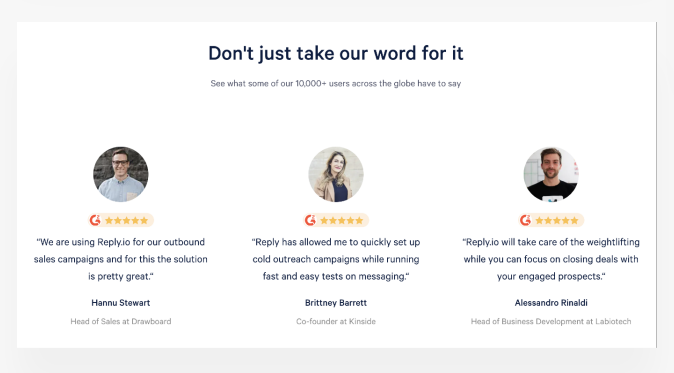 Don't just take our word for it
See what some of our 10,000+ users across the globe have to say
“We are using Reply.io for our outbound
sales campaigns and for this the solution
is pretty great.“
Hannu Stewart
Head of Sales at Drawboard
“Reply has allowed me to quickly set up
cold outreach campaigns while running
fast and easy tests on messaging.“
Brittney Barrett
Co-founder at Kinside
“Reply.io will take care of the weightlifting
while you can focus on closing deals with
your engaged prospects.“
Alessandro Rinaldi
Head of Business Development at Labiotech